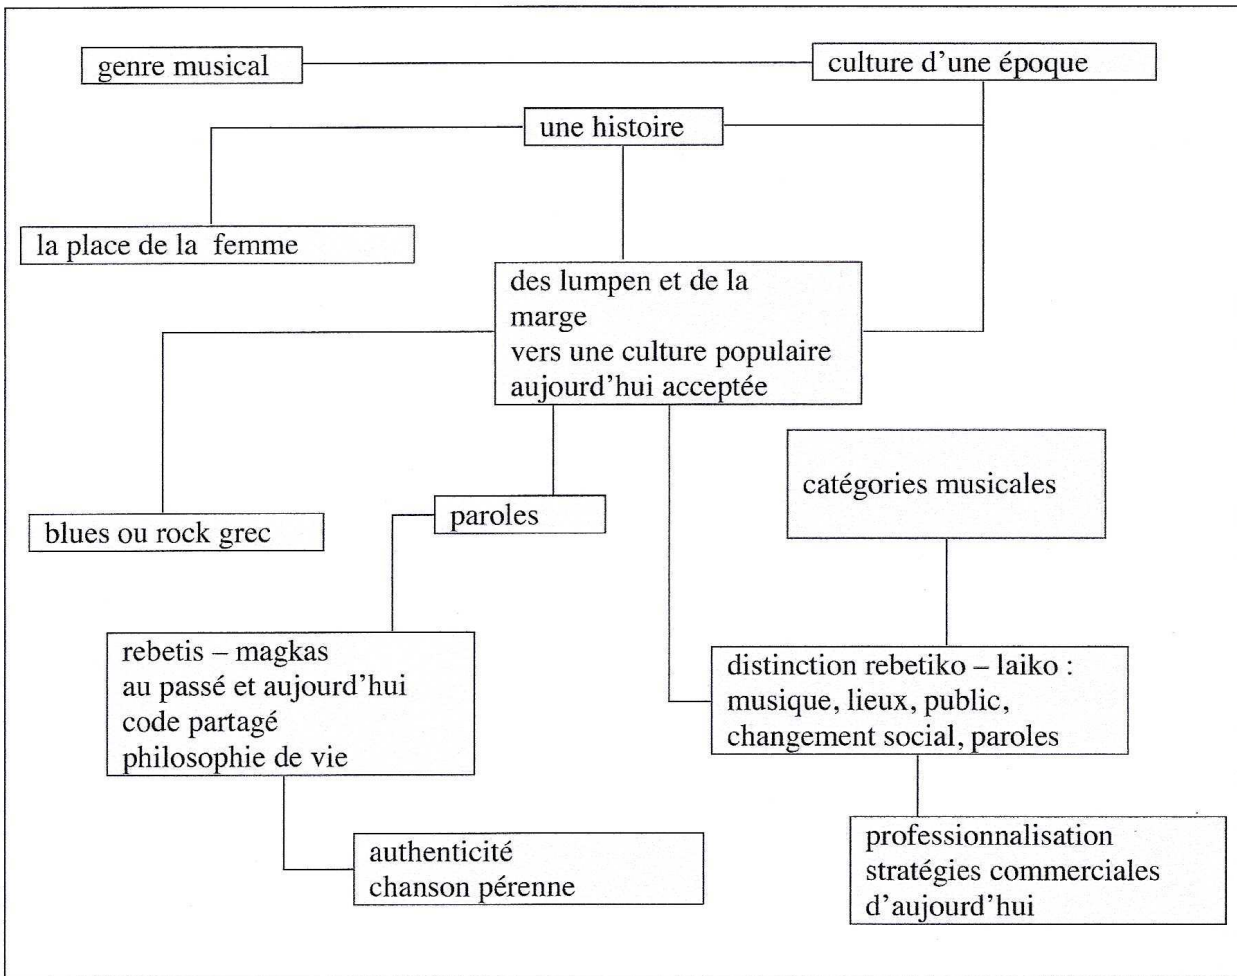 genre musical
culture d'une époque
une histoire
la place de la femme
des lumpen et de la
marge
vers une culture populaire
aujourd'hui acceptée
catégories musicales
paroles
blues ou rock grec
rebetis – magkas
au passé et aujourd'hui
code partagé
philosophie de vie
distinction rebetiko – laiko :
musique, lieux, public,
changement social, paroles
authenticité
chanson pérenne
professionnalisation
stratégies commerciales
d'aujourd'hui